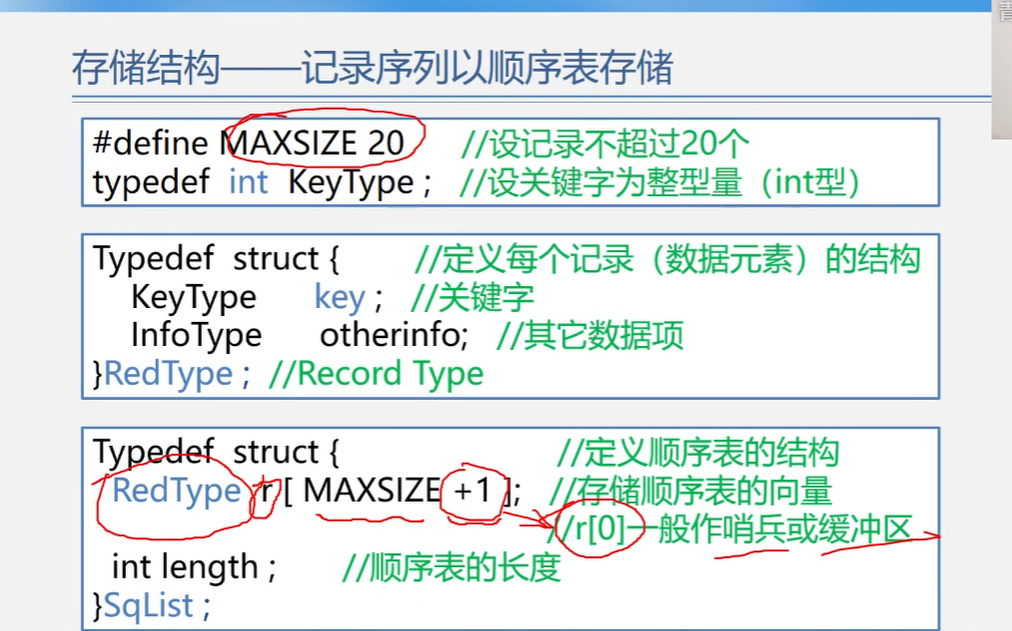 存储结构——记录序列以顺序表存储
#define MAXSIZE 20 //设记录不超过20个
typedef int KeyType ; //设关键字为整型量（int型）
Typedef struct { //定义每个记录（数据元素）的结构
KeyType key ; //关键字
InfoType otherinfo; //其它数据项
}RedType ; //Record Type
Typedef struct { //定义顺序表的结构
RedType r [ MAXSIZE +1 ]; //存储顺序表的向量
//r[0]一般作哨兵或缓冲区
int length ; //顺序表的长度
}SqList ;